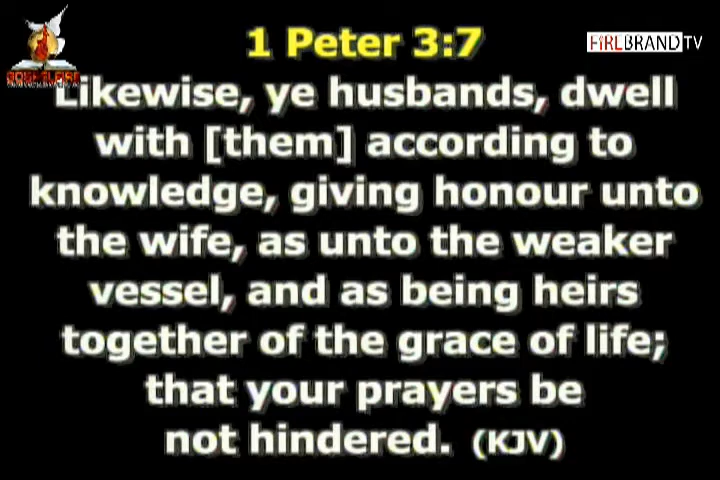 1 Peter 3:7
FIRLBRAND TV
Likewise, ye husbands, dwell
with [them] according to
knowledge, giving honour unto
the wife, as unto the weaker
vessel, and as being heirs
together of the grace of life;
that your prayers be
not hindered. (KJV)